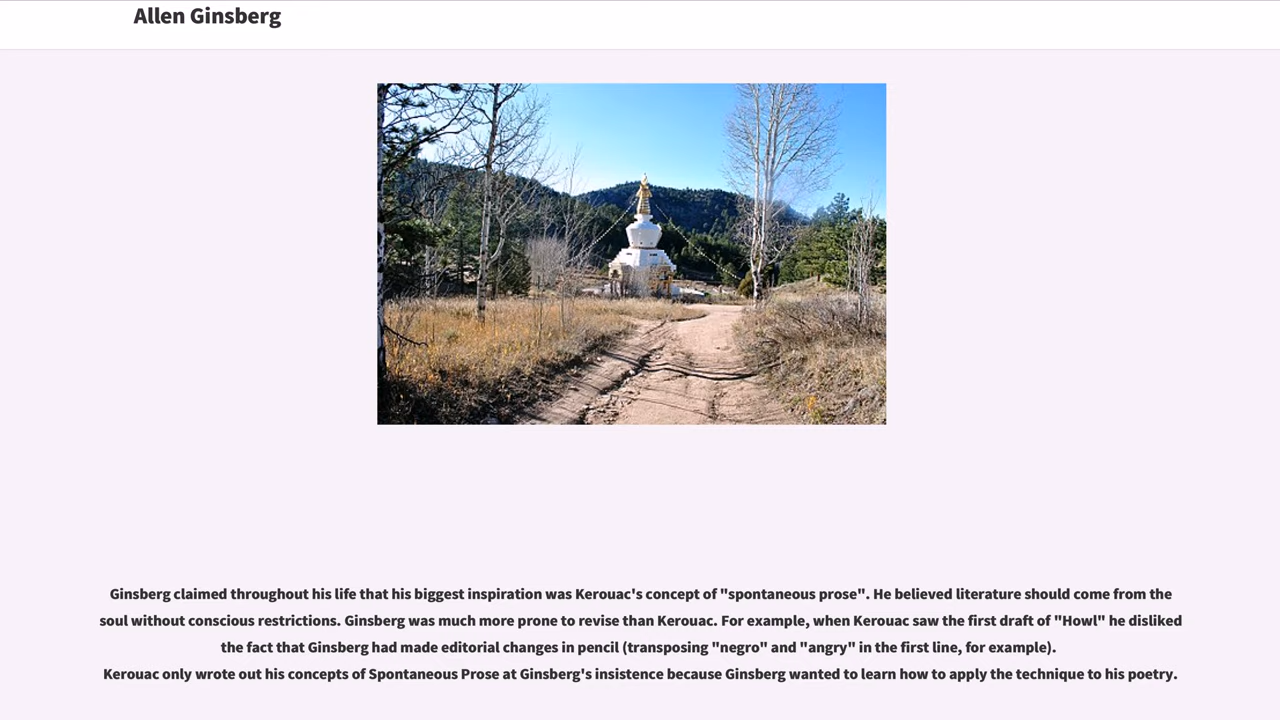 Allen Ginsberg
Ginsberg claimed throughout his life that his biggest inspiration was Kerouac's concept of "spontaneous prose". He believed literature should come from the
soul without conscious restrictions. Ginsberg was much more prone to revise than Kerouac. For example, when Kerouac saw the first draft of "Howl" he disliked
the fact that Ginsberg had made editorial changes in pencil (transposing "negro" and "angry" in the first line, for example).
Kerouac only wrote out his concepts of Spontaneous Prose at Ginsberg's insistence because Ginsberg wanted to learn how to apply the technique to his poetry.